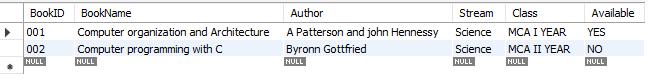 BookID BookName Author Stream Class Available
001 Computer organization and Architecture A Patterson and john Hennessy Science MCA I YEAR YES
002 Computer programming with C Byronn Gottfried Science MCA II YEAR NO
NULL NULL NULL NULL NULL NULL